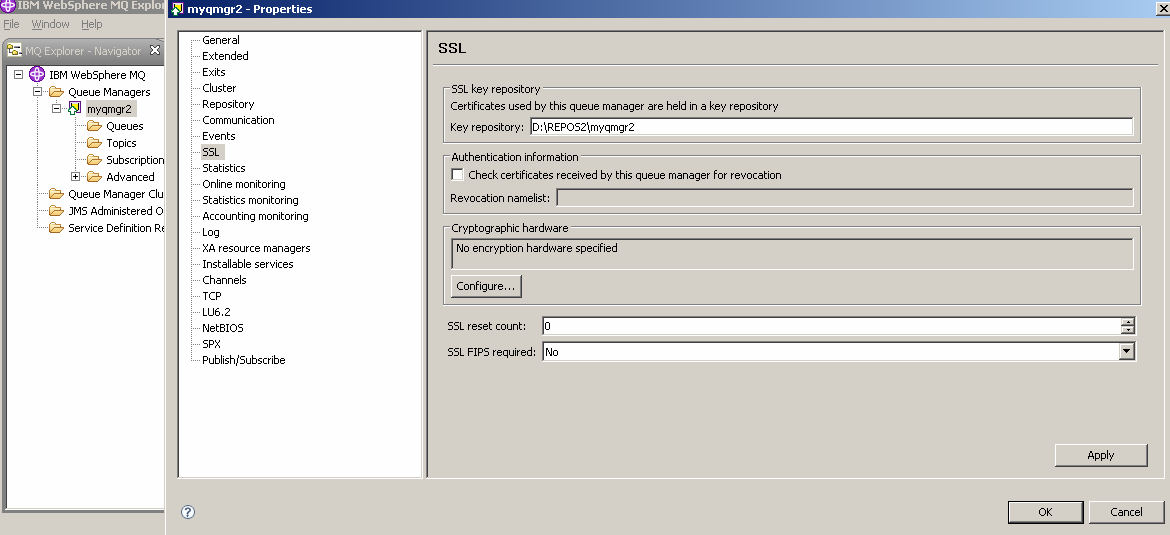 IBM WebSphere MQ Explor
File Window Help
MQ Explorer - Navigator
IBM WebSphere MQ
Queue Managers
myqmgr2
Queues
Topics
Subscription
Advanced
Queue Manager Clu
JMS Administered O
Service Definition Re
myqmgr2 - Properties
General
Extended
Exits
Cluster
Repository
Communication
Events
SSL
Statistics
Online monitoring
Statistics monitoring
Accounting monitoring
Log
XA resource managers
Installable services
Channels
TCP
LU6.2
NetBIOS
SPX
Publish/Subscribe
SSL
SSL key repository
Certificates used by this queue manager are held in a key repository
Key repository: D:\REPOS2\myqmgr2
Authentication information
Check certificates received by this queue manager for revocation
Revocation namelist:
Cryptographic hardware
No encryption hardware specified
Configure...
SSL reset count: 0
SSL FIPS required: No
Apply
?
OK Cancel